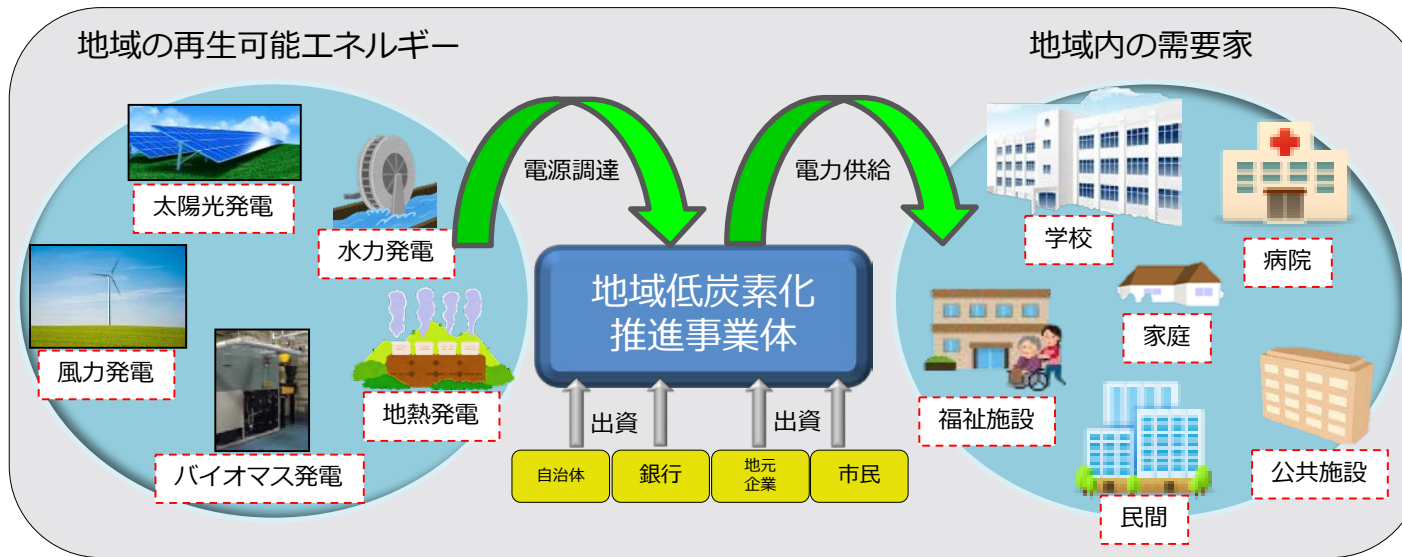 地域の再生可能エネルギー
地域内の需要家
太陽光発電
水力発電
風力発電
地熱発電
バイオマス発電
電源調達
電力供給
地域低炭素化
推進事業体
出資
出資
自治体
銀行
地元
企業
市民
学校
病院
家庭
福祉施設
公共施設
民間